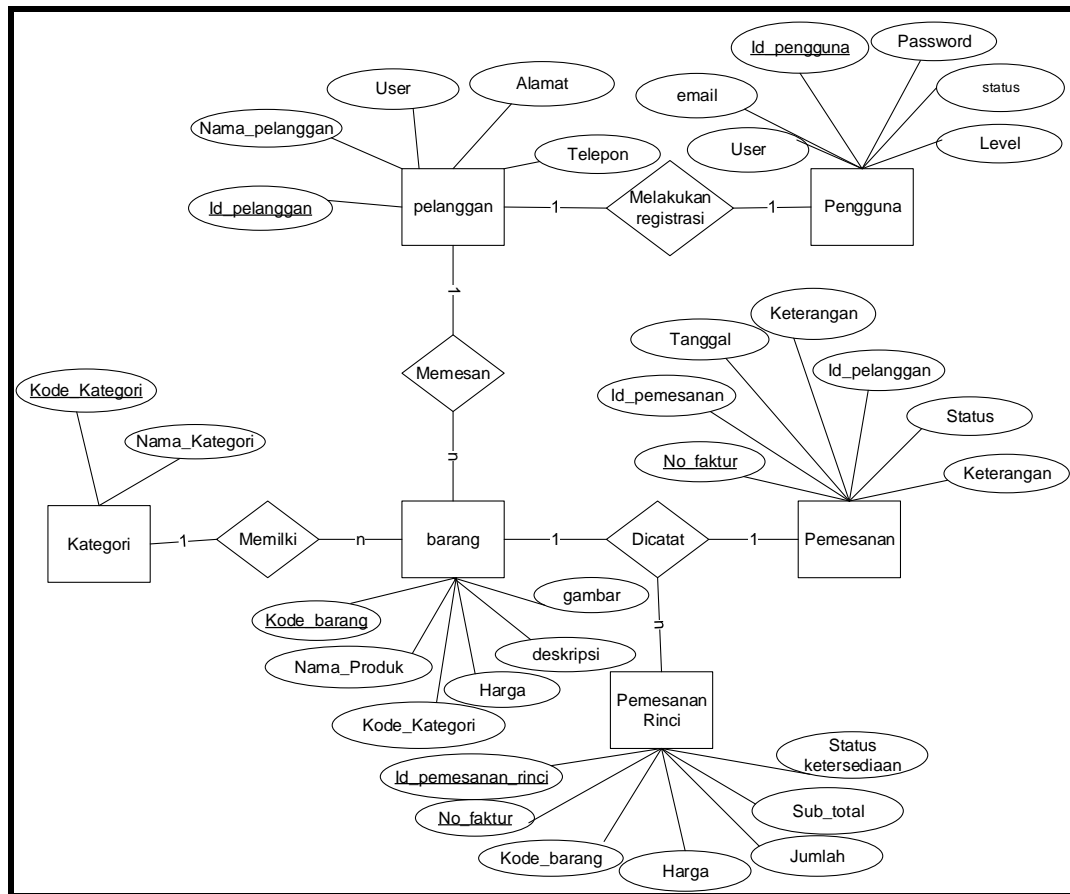 Id_pengguna
Password
User
Alamat
email
status
Nama_pelanggan
Telepon
User
Level
Id_pelanggan
pelanggan
1
Melakukan
registrasi
1
Pengguna
1
Keterangan
Tanggal
Memesan
Id_pelanggan
Kode_Kategori
Id_pemesanan
Status
Nama_Kategori
n
No_faktur
Keterangan
Kategori
1
Memilki
n
barang
1
Dicatat
1
Pemesanan
gambar
Kode_barang
n
deskripsi
Nama_Produk
Harga
Kode_Kategori
Pemesanan
Rinci
Status
ketersediaan
Id_pemesanan_rinci
Sub_total
No_faktur
Kode_barang
Harga
Jumlah